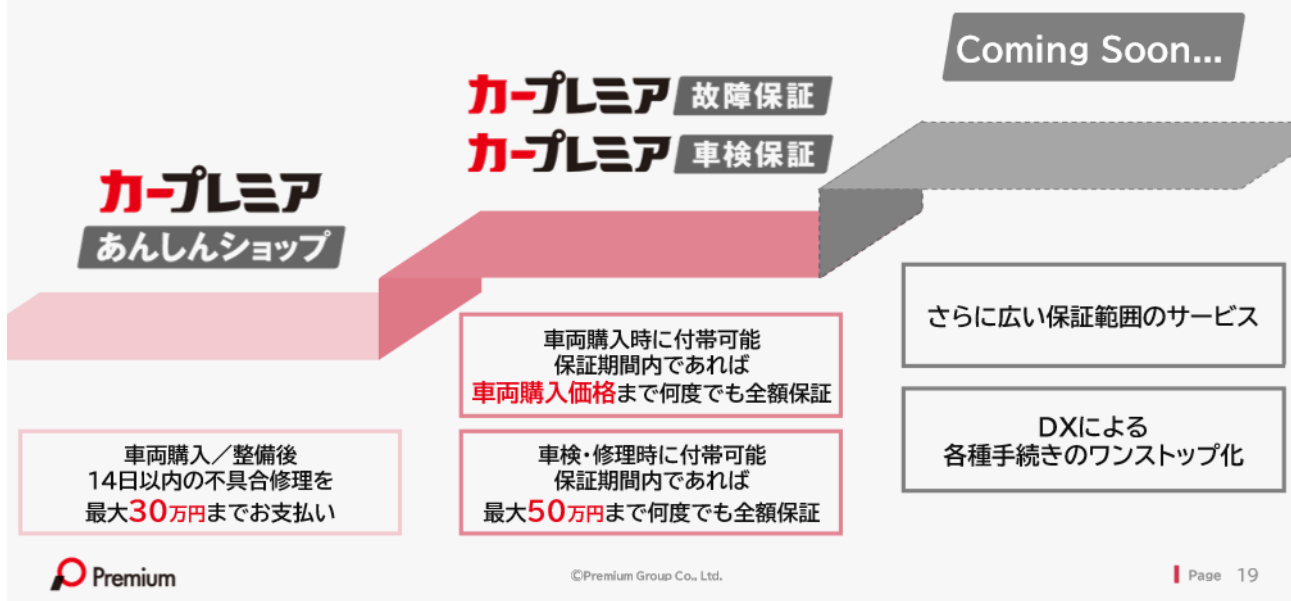 カープレミア
あんしんショップ
車両購入／整備後
14日以内の不具合修理を
最大30万円までお支払い
カープレミア 故障保証
カープレミア 車検保証
車両購入時に付帯可能
保証期間内であれば
車両購入価格まで何度でも全額保証
車検・修理時に付帯可能
保証期間内であれば
最大50万円まで何度でも全額保証
Coming Soon...
さらに広い保証範囲のサービス
DXによる
各種手続きのワンストップ化
Premium
©Premium Group Co., Ltd.
Page 19